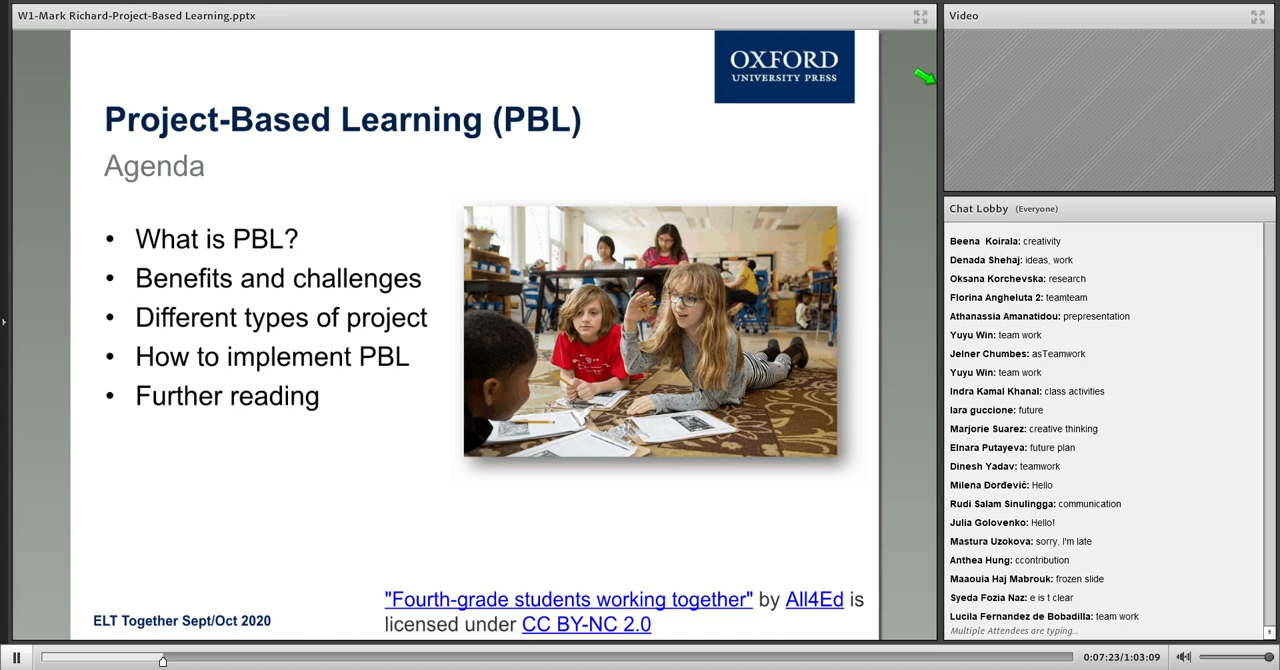 W1-Mark Richard-Project-Based Learning.pptx
OXFORD
UNIVERSITY PRESS
Project-Based Learning (PBL)
Agenda
• What is PBL?
• Benefits and challenges
• Different types of project
• How to implement PBL
• Further reading
"Fourth-grade students working together" by All4Ed is
licensed under CC BY-NC 2.0
ELT Together Sept/Oct 2020
Video
Chat Lobby (Everyone)
Beena Koirala: creativity
Denada Shehaj: ideas, work
Oksana Korchevska: research
Florina Angheluta 2: teamteam
Athanassia Amanatidou: prepresentation
Yuyu Win: team work
Jelner Chumbes: asTeamwork
Yuyu Win: team work
Indra Kamal Khanal: class activities
Iara guccione: future
Marjorie Suarez: creative thinking
Elnara Putayeva: future plan
Dinesh Yadav: teamwork
Milena Đorđević: Hello
Rudi Salam Sinulingga: communication
Julia Golovenko: Hello!
Mastura Uzokova: sorry, I'm late
Anthea Hung: ccontribution
Maaouia Haj Mabrouk: frozen slide
Syeda Fozia Naz: e is t clear
Lucila Fernandez de Bobadilla: team work
Multiple Attendees are typing...
0:07:23/1:03:09